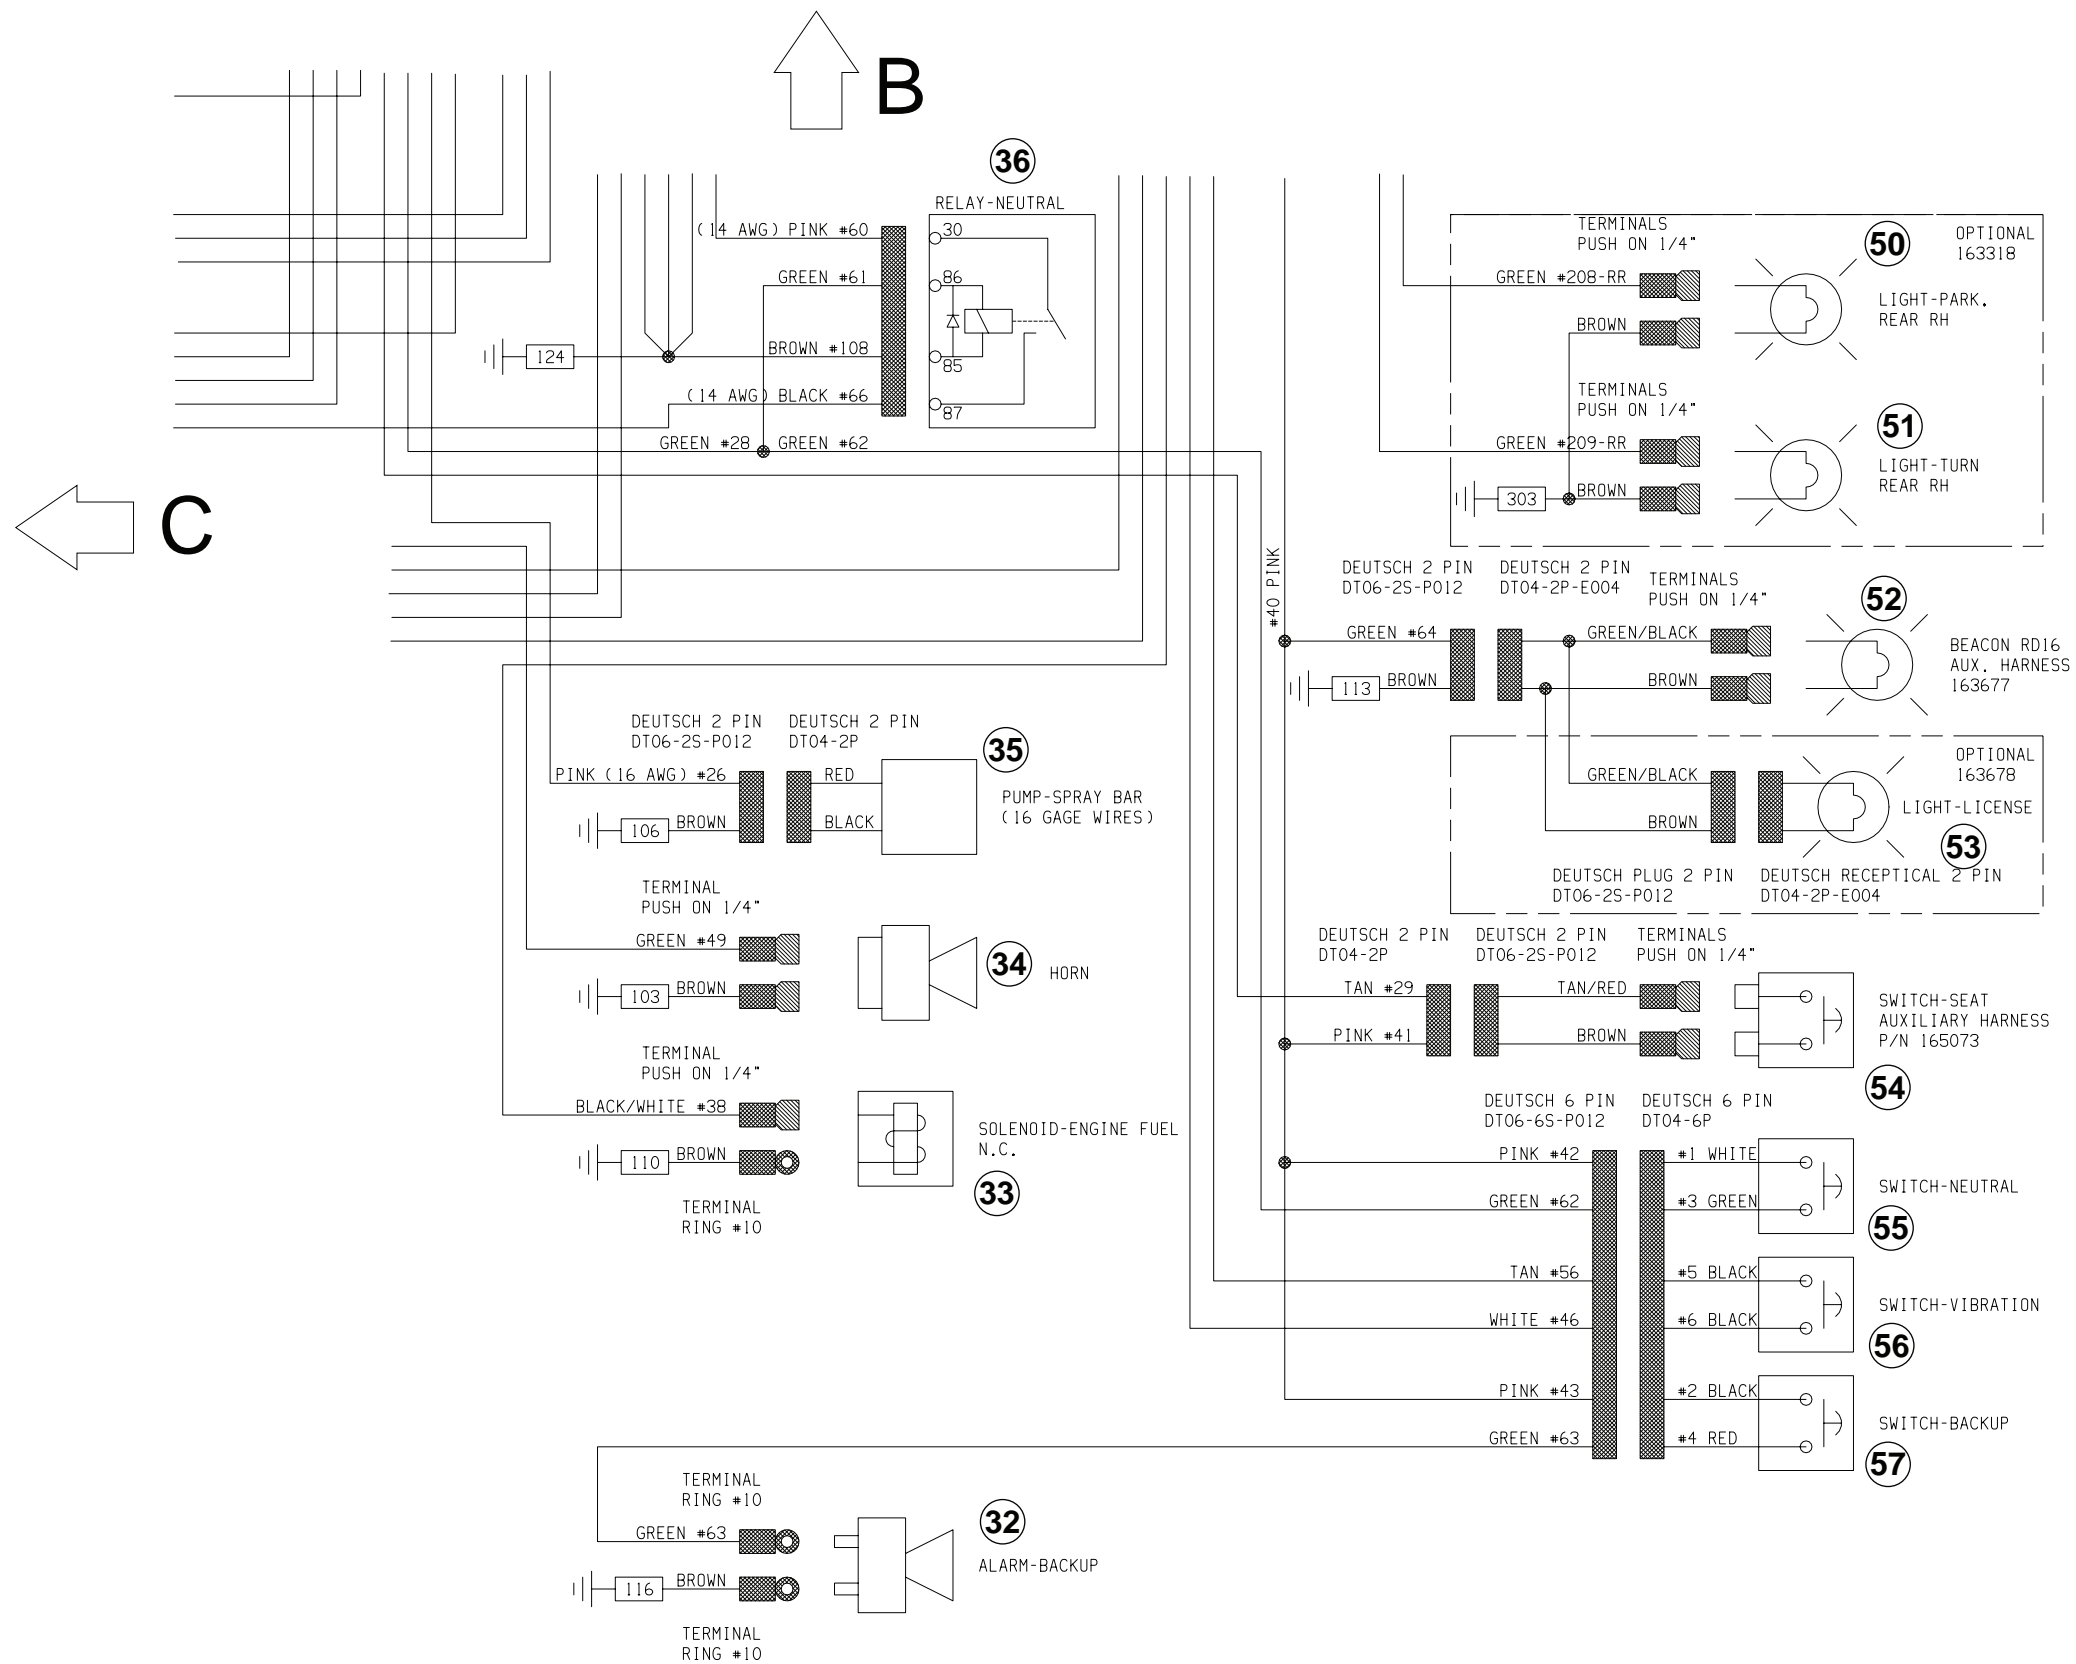 B
36
RELAY-NEUTRAL
(14 AWG) PINK #60
30
GREEN #61
86
124
BROWN #108
85
(14 AWG) BLACK #66
87
GREEN #28
GREEN #62
C
TERMINALS
PUSH ON 1/4"
50
OPTIONAL
163318
GREEN #208-RR
LIGHT-PARK.
REAR RH
BROWN
TERMINALS
PUSH ON 1/4"
51
GREEN #209-RR
LIGHT-TURN
REAR RH
303
BROWN
#40 PINK
DEUTSCH 2 PIN
DT06-2S-P012
DEUTSCH 2 PIN
DT04-2P-E004
TERMINALS
PUSH ON 1/4"
52
GREEN #64
GREEN/BLACK
BEACON RD16
AUX. HARNESS
163677
113
BROWN
BROWN
OPTIONAL
163678
GREEN/BLACK
LIGHT-LICENSE
BROWN
53
DEUTSCH PLUG 2 PIN
DT06-2S-P012
DEUTSCH RECEPTICAL 2 PIN
DT04-2P-E004
DEUTSCH 2 PIN
DT06-2S-P012
DEUTSCH 2 PIN
DT04-2P
35
PINK (16 AWG) #26
RED
PUMP-SPRAY BAR
(16 GAGE WIRES)
106
BROWN
BLACK
TERMINAL
PUSH ON 1/4"
GREEN #49
34
HORN
103
BROWN
TERMINAL
PUSH ON 1/4"
BLACK/WHITE #38
SOLENOID-ENGINE FUEL
N.C.
110
BROWN
33
TERMINAL
RING #10
DEUTSCH 2 PIN
DT04-2P
DEUTSCH 2 PIN
DT06-2S-P012
TERMINALS
PUSH ON 1/4"
TAN #29
TAN/RED
SWITCH-SEAT
AUXILIARY HARNESS
P/N 165073
PINK #41
BROWN
54
DEUTSCH 6 PIN
DT06-6S-P012
DEUTSCH 6 PIN
DT04-6P
PINK #42
#1 WHITE
SWITCH-NEUTRAL
GREEN #62
#3 GREEN
55
TAN #56
#5 BLACK
SWITCH-VIBRATION
WHITE #46
#6 BLACK
56
PINK #43
#2 BLACK
SWITCH-BACKUP
GREEN #63
#4 RED
57
TERMINAL
RING #10
32
GREEN #63
ALARM-BACKUP
116
BROWN
TERMINAL
RING #10